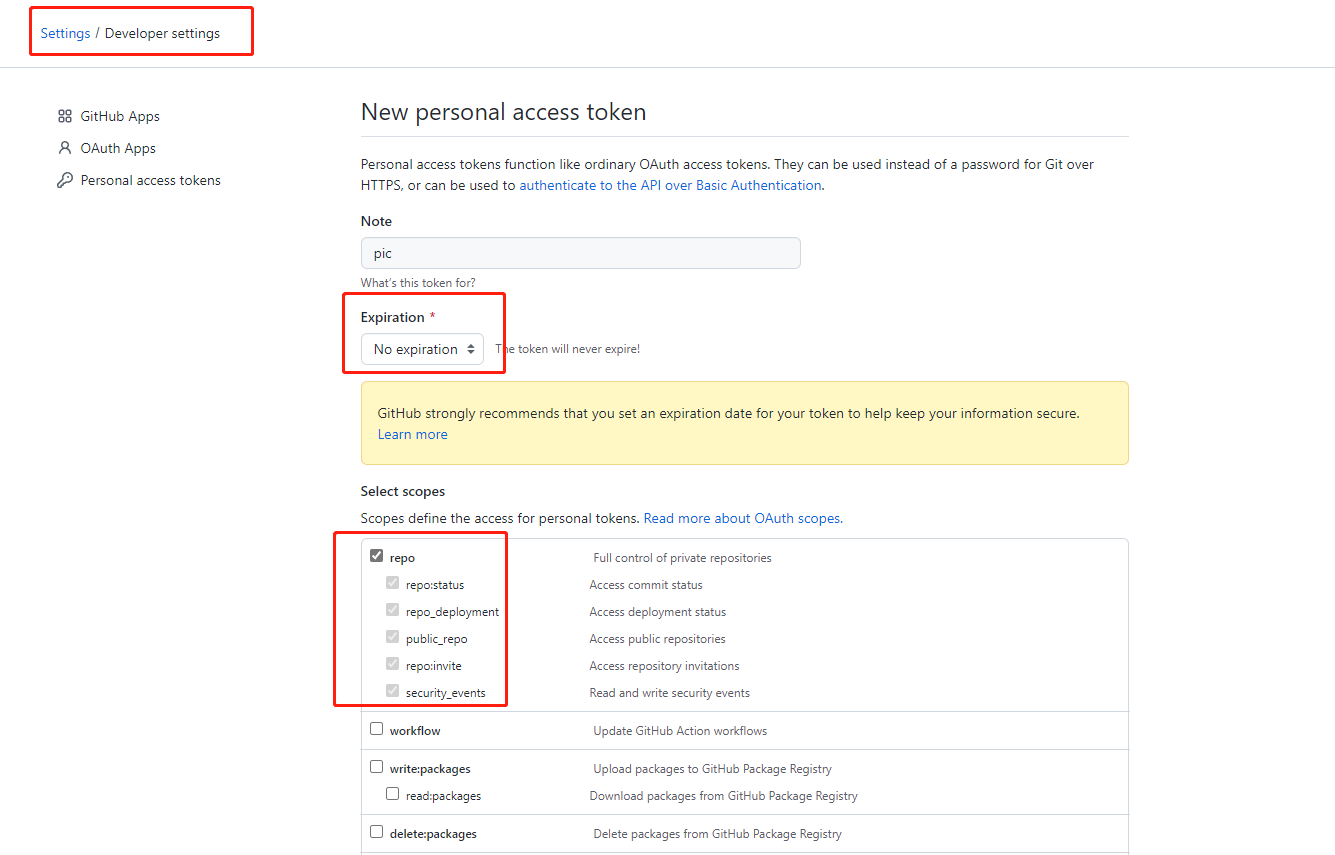 Settings / Developer settings
GitHub Apps
OAuth Apps
Personal access tokens
New personal access token
Personal access tokens function like ordinary OAuth access tokens. They can be used instead of a password for Git over
HTTPS, or can be used to authenticate to the API over Basic Authentication.
Note
pic
What's this token for?
Expiration *
No expiration The token will never expire!
GitHub strongly recommends that you set an expiration date for your token to help keep your information secure.
Learn more
Select scopes
Scopes define the access for personal tokens. Read more about OAuth scopes.
repo Full control of private repositories
repo:status Access commit status
repo_deployment Access deployment status
public_repo Access public repositories
repo:invite Access repository invitations
security_events Read and write security events
workflow Update GitHub Action workflows
write:packages Upload packages to GitHub Package Registry
read:packages Download packages from GitHub Package Registry
delete:packages Delete packages from GitHub Package Registry